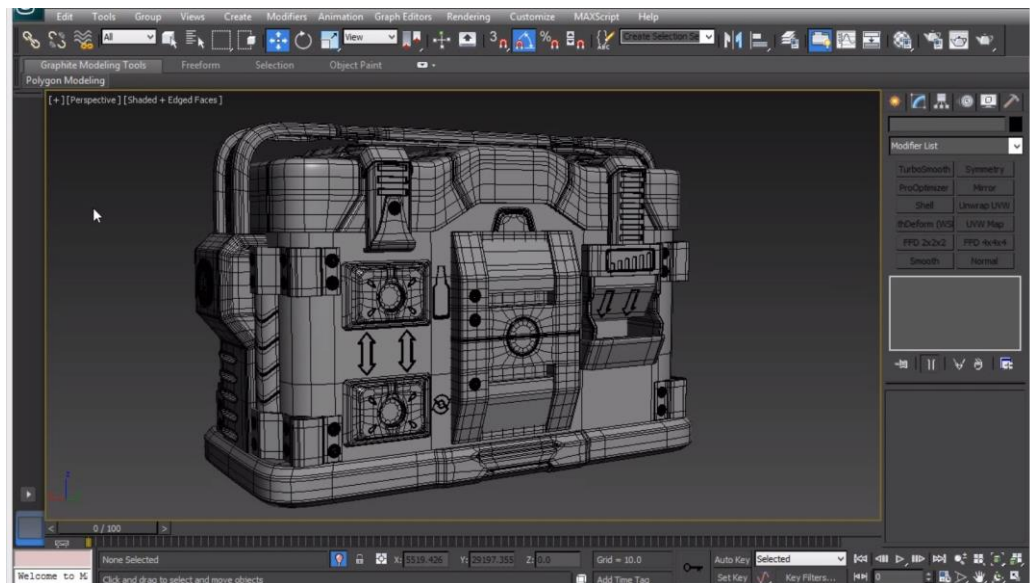 Edit Tools Group Views Create Modifiers Animation Graph Editors Rendering Customize MAXScript Help
All View 3 Create Selection Se
Graphite Modeling Tools Freeform Selection Object Paint
Polygon Modeling
[+] [Perspective] [Shaded + Edged Faces]
Modifier List
TurboSmooth Symmetry
ProOptimizer Mirror
Shell Unwrap UVW
thDeform (WS UVW Map
FFD 2x2x2 FFD 4x4x4
Smooth Normal
z
0 / 100
None Selected X: 5519.426 Y: 29197.355 Z: 0.0 Grid = 10.0 Auto Key Selected
Welcome to M Click and drag to select and move objects Add Time Tag Set Key Key Filters... 0